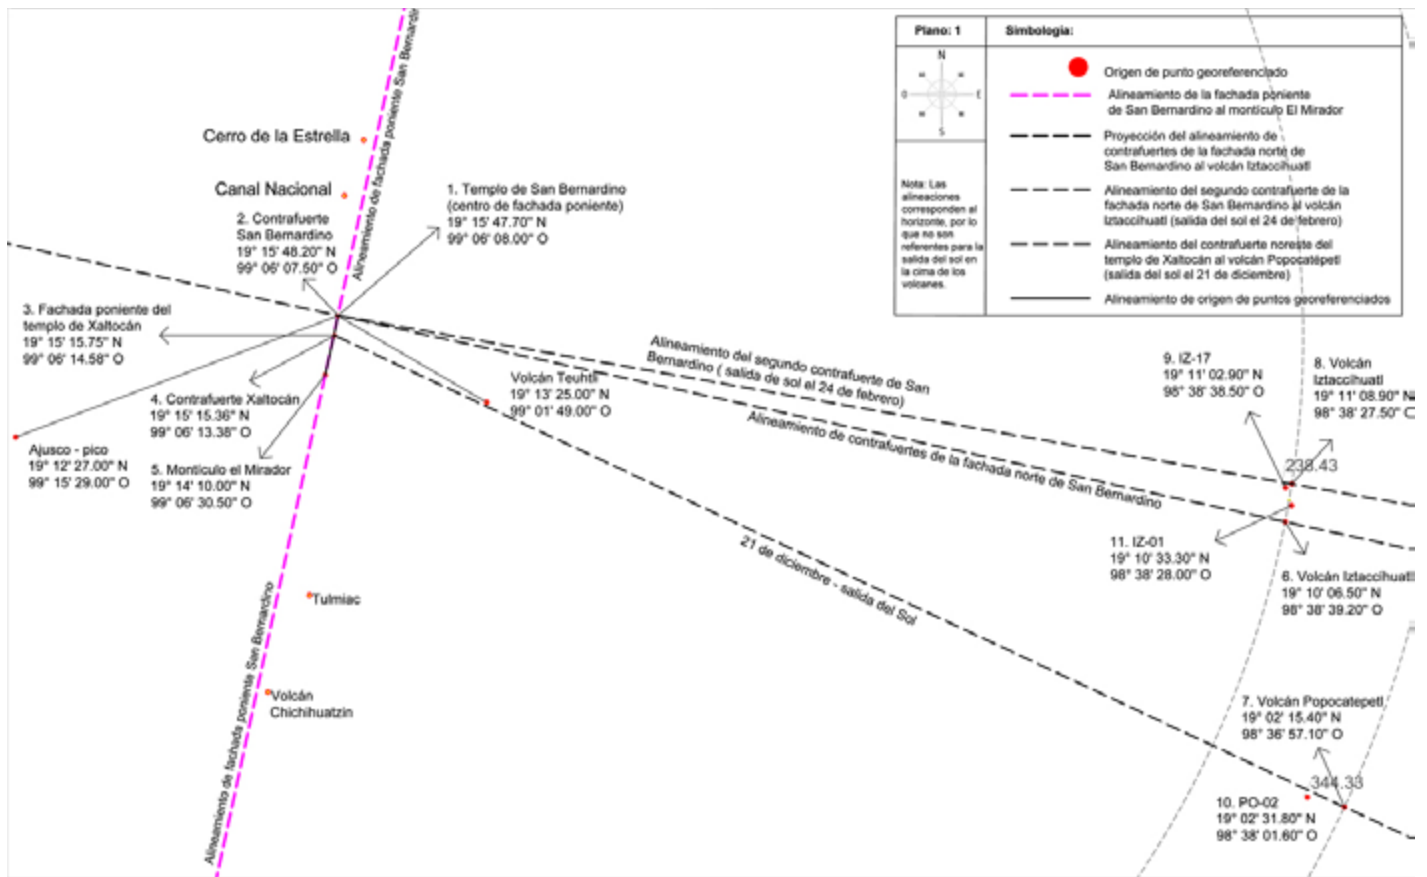 Plano: 1
Simbología:
N
O
E
S
Origen de punto georeferenciado
Alineamiento de la fachada poniente
de San Bernardino al montículo El Mirador
Proyección del alineamiento de
contrafuertes de la fachada norte de
San Bernardino al volcán Iztaccíhuatl
Alineamiento del segundo contrafuerte de la
fachada norte de San Bernardino al volcán
Iztaccíhuatl (salida del sol el 24 de febrero)
Alineamiento del contrafuerte noreste del
templo de Xaltocán al volcán Popocatépetl
(salida del sol el 21 de diciembre)
Alineamiento de origen de puntos georeferenciados
Nota: Las
alineaciones
corresponden al
horizonte, por lo
que no son
referentes para la
salida del sol en
la cima de los
volcanes.
Alineamiento de fachada poniente San Bernardino
Cerro de la Estrella
Canal Nacional
1. Templo de San Bernardino
(centro de fachada poniente)
19° 15' 47.70" N
99° 06' 08.00" O
2. Contrafuerte
San Bernardino
19° 15' 48.20" N
99° 06' 07.50" O
3. Fachada poniente del
templo de Xaltocán
19° 15' 15.75" N
99° 06' 14.58" O
4. Contrafuerte Xaltocán
19° 15' 15.36" N
99° 06' 13.38" O
Ajusco - pico
19° 12' 27.00" N
99° 15' 29.00" O
5. Montículo el Mirador
19° 14' 10.00" N
99° 06' 30.50" O
Volcán Teuhtli
19° 13' 25.00" N
99° 01' 49.00" O
Alineamiento del segundo contrafuerte de San
Bernardino ( salida de sol el 24 de febrero)
Alineamiento de contrafuertes de la fachada norte de San Bernardino
21 de diciembre - salida del Sol
9. IZ-17
19° 11' 02.90" N
98° 38' 38.50" O
8. Volcán
Iztaccíhuatl
19° 11' 08.90" N
98° 38' 27.50" O
239.43
11. IZ-01
19° 10' 33.30" N
98° 38' 28.00" O
6. Volcán Iztaccíhuatl
19° 10' 06.50" N
98° 38' 39.20" O
Tulmiac
Volcán
Chichihuatzin
Alineamiento de fachada poniente San Bernardino
7. Volcán Popocatepetl
19° 02' 15.40" N
98° 36' 57.10" O
344.33
10. PO-02
19° 02' 31.80" N
98° 38' 01.60" O